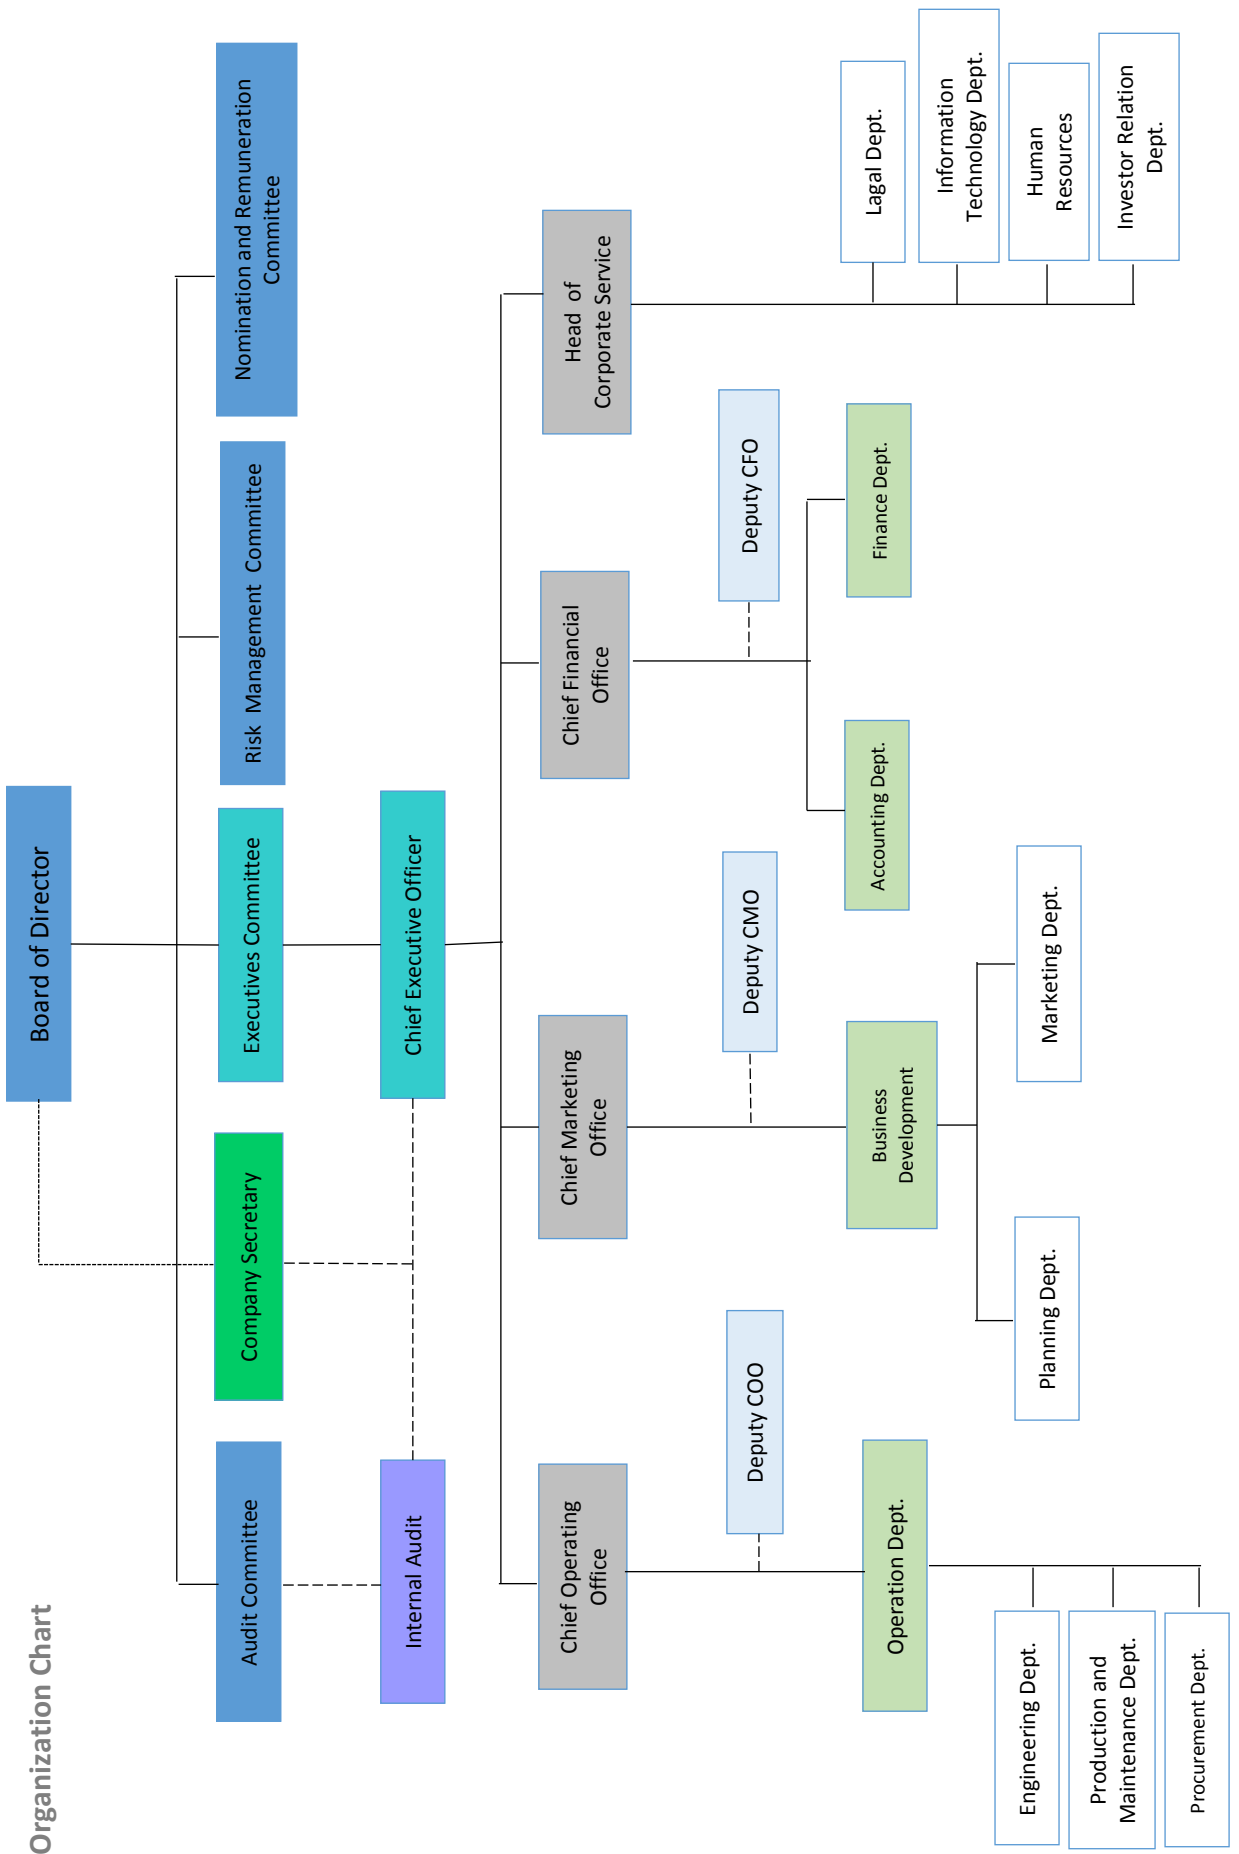 Organization Chart
Board of Director
Audit Committee
Company Secretary
Executives Committee
Risk Management Committee
Nomination and Remuneration
Committee
Internal Audit
Chief Executive Officer
Chief Operating
Office
Chief Marketing
Office
Chief Financial
Office
Head of
Corporate Service
Deputy COO
Deputy CMO
Deputy CFO
Operation Dept.
Business
Development
Accounting Dept.
Finance Dept.
Lagal Dept.
Information
Technology Dept.
Human
Resources
Investor Relation
Dept.
Engineering Dept.
Production and
Maintenance Dept.
Procurement Dept.
Planning Dept.
Marketing Dept.